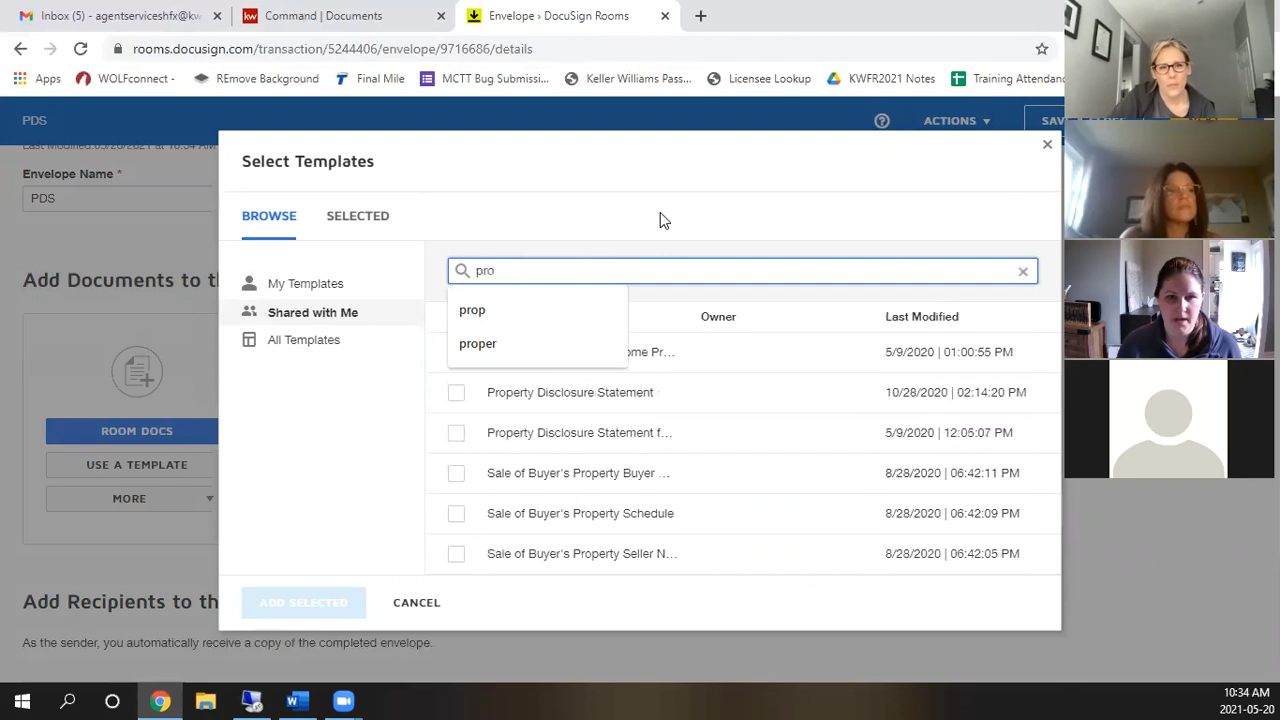 Inbox (5) - agentserviceshfx@kw
Command | Documents
Envelope › DocuSign Rooms
rooms.docusign.com/transaction/5244406/envelope/9716686/details
Apps
WOLFconnect -
REmove Background
Final Mile
MCTT Bug Submissi...
Keller Williams Pass...
Licensee Lookup
KWFR2021 Notes
Training Attendanc
PDS
ACTIONS
SAV
Envelope Name *
PDS
Add Documents to the
ROOM DOCS
USE A TEMPLATE
MORE
Add Recipients to th
As the sender, you automatically receive a copy of the completed envelope.
Select Templates
BROWSE
SELECTED
My Templates
Shared with Me
All Templates
pro
prop
proper
Owner
Last Modified
ome Pr...
5/9/2020 | 01:00:55 PM
Property Disclosure Statement
10/28/2020 | 02:14:20 PM
Property Disclosure Statement f...
5/9/2020 | 12:05:07 PM
Sale of Buyer's Property Buyer ...
8/28/2020 | 06:42:11 PM
Sale of Buyer's Property Schedule
8/28/2020 | 06:42:09 PM
Sale of Buyer's Property Seller N...
8/28/2020 | 06:42:05 PM
ADD SELECTED
CANCEL
10:34 AM
2021-05-20